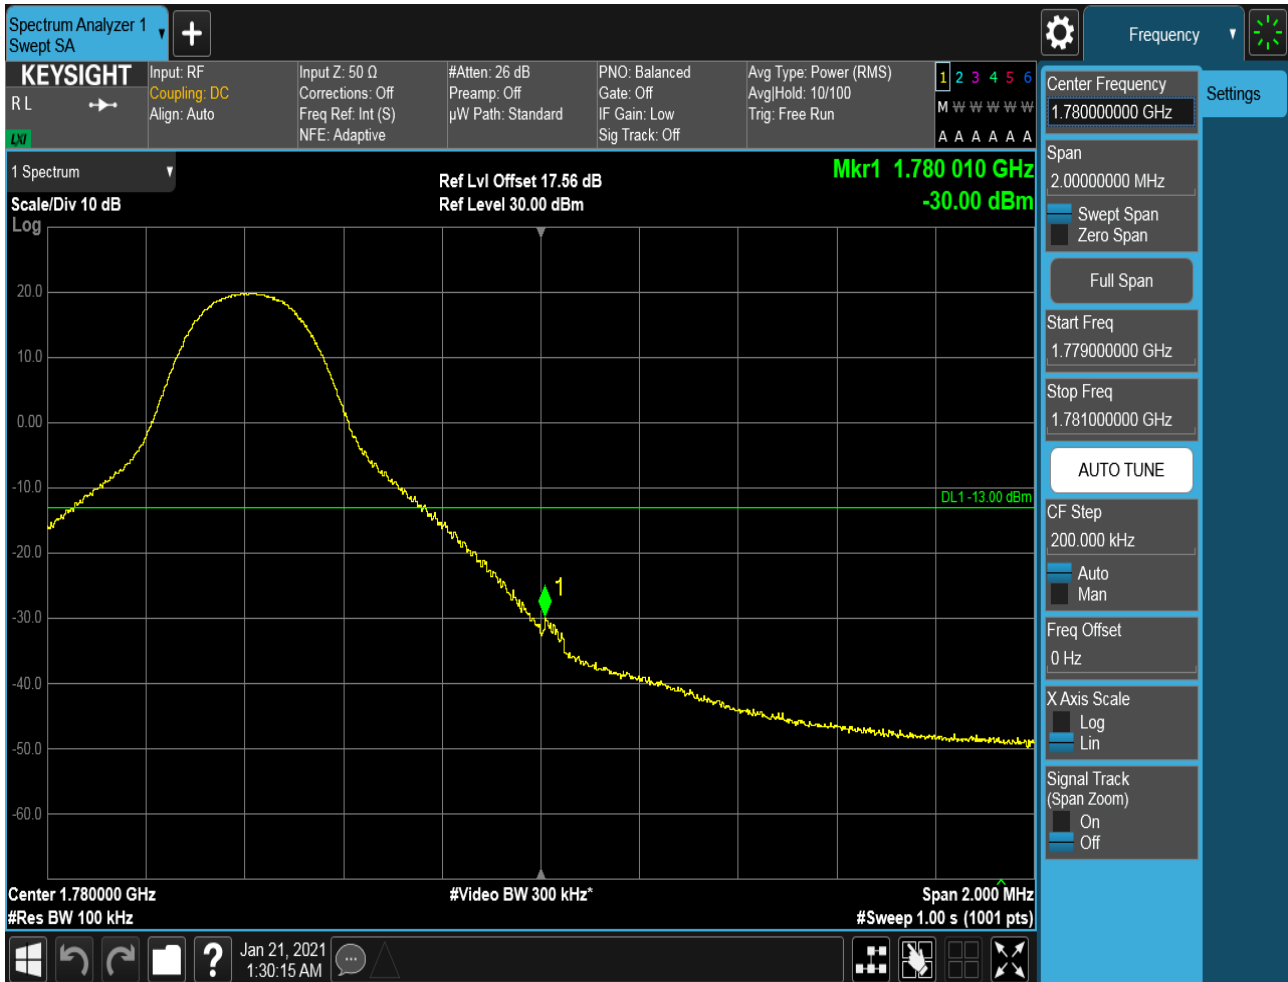 Spectrum Analyzer 1
Swept SA
Frequency
KEYSIGHT
R L
LXI
Input: RF
Coupling: DC
Align: Auto
Input Z: 50 Ω
Corrections: Off
Freq Ref: Int (S)
NFE: Adaptive
#Atten: 26 dB
Preamp: Off
µW Path: Standard
PNO: Balanced
Gate: Off
IF Gain: Low
Sig Track: Off
Avg Type: Power (RMS)
Avg|Hold: 10/100
Trig: Free Run
1 2 3 4 5 6
M W W W W W
A A A A A A
1 Spectrum
Scale/Div 10 dB
Log
Ref Lvl Offset 17.56 dB
Ref Level 30.00 dBm
Mkr1 1.780 010 GHz
-30.00 dBm
20.0
10.0
0.00
-10.0
-20.0
-30.0
-40.0
-50.0
-60.0
DL1 -13.00 dBm
1
Center 1.780000 GHz
#Res BW 100 kHz
#Video BW 300 kHz*
Span 2.000 MHz
#Sweep 1.00 s (1001 pts)
Center Frequency
1.780000000 GHz
Settings
Span
2.00000000 MHz
Swept Span
Zero Span
Full Span
Start Freq
1.779000000 GHz
Stop Freq
1.781000000 GHz
AUTO TUNE
CF Step
200.000 kHz
Auto
Man
Freq Offset
0 Hz
X Axis Scale
Log
Lin
Signal Track
(Span Zoom)
On
Off
?
Jan 21, 2021
1:30:15 AM